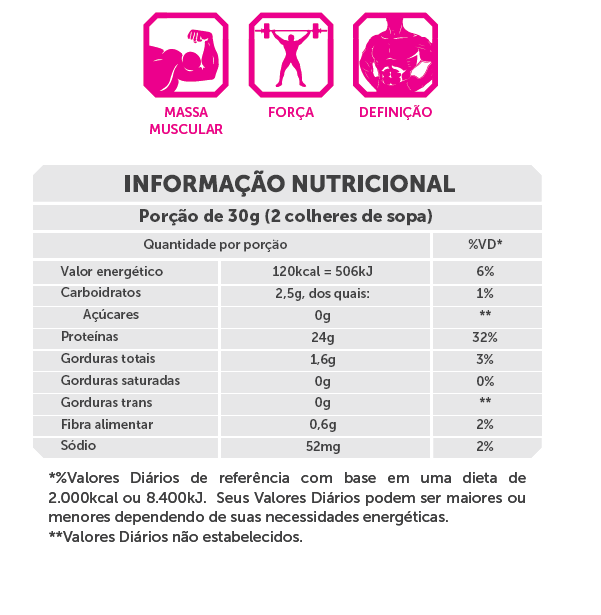 MASSA
MUSCULAR
FORÇA
DEFINIÇÃO
INFORMAÇÃO NUTRICIONAL
Porção de 30g (2 colheres de sopa)
Quantidade por porção %VD*
Valor energético 120kcal = 506kJ 6%
Carboidratos 2,5g, dos quais: 1%
Açúcares 0g **
Proteínas 24g 32%
Gorduras totais 1,6g 3%
Gorduras saturadas 0g 0%
Gorduras trans 0g **
Fibra alimentar 0,6g 2%
Sódio 52mg 2%
*%Valores Diários de referência com base em uma dieta de
2.000kcal ou 8.400kJ. Seus Valores Diários podem ser maiores ou
menores dependendo de suas necessidades energéticas.
**Valores Diários não estabelecidos.